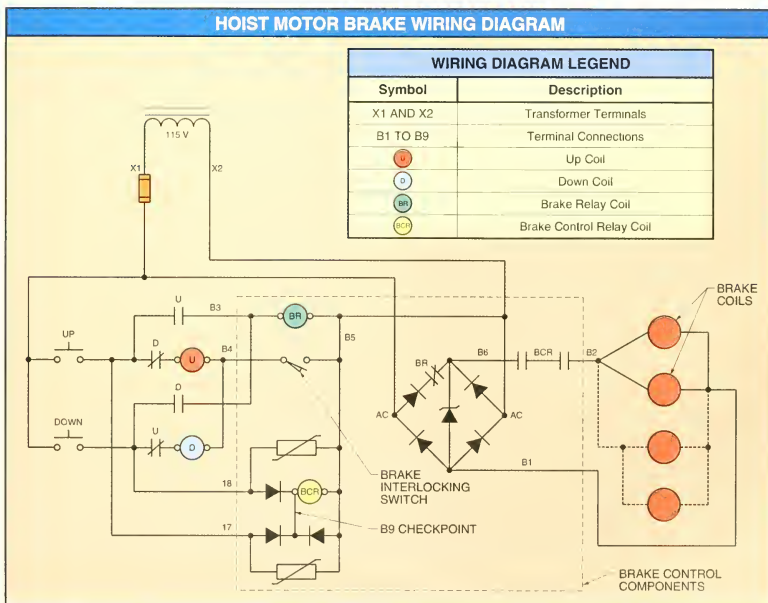 HOIST MOTOR BRAKE WIRING DIAGRAM
WIRING DIAGRAM LEGEND
Symbol Description
X1 AND X2 Transformer Terminals
B1 TO B9 Terminal Connections
U Up Coil
D Down Coil
BR Brake Relay Coil
BCR Brake Control Relay Coil
115 V
X1
X2
U
B3
BR
B5
UP
D
U
B4
D
DOWN
U
D
BR
B6
BCR
B2
AC
AC
B1
BRAKE
COILS
18
BCR
17
BRAKE
INTERLOCKING
SWITCH
B9 CHECKPOINT
BRAKE CONTROL
COMPONENTS